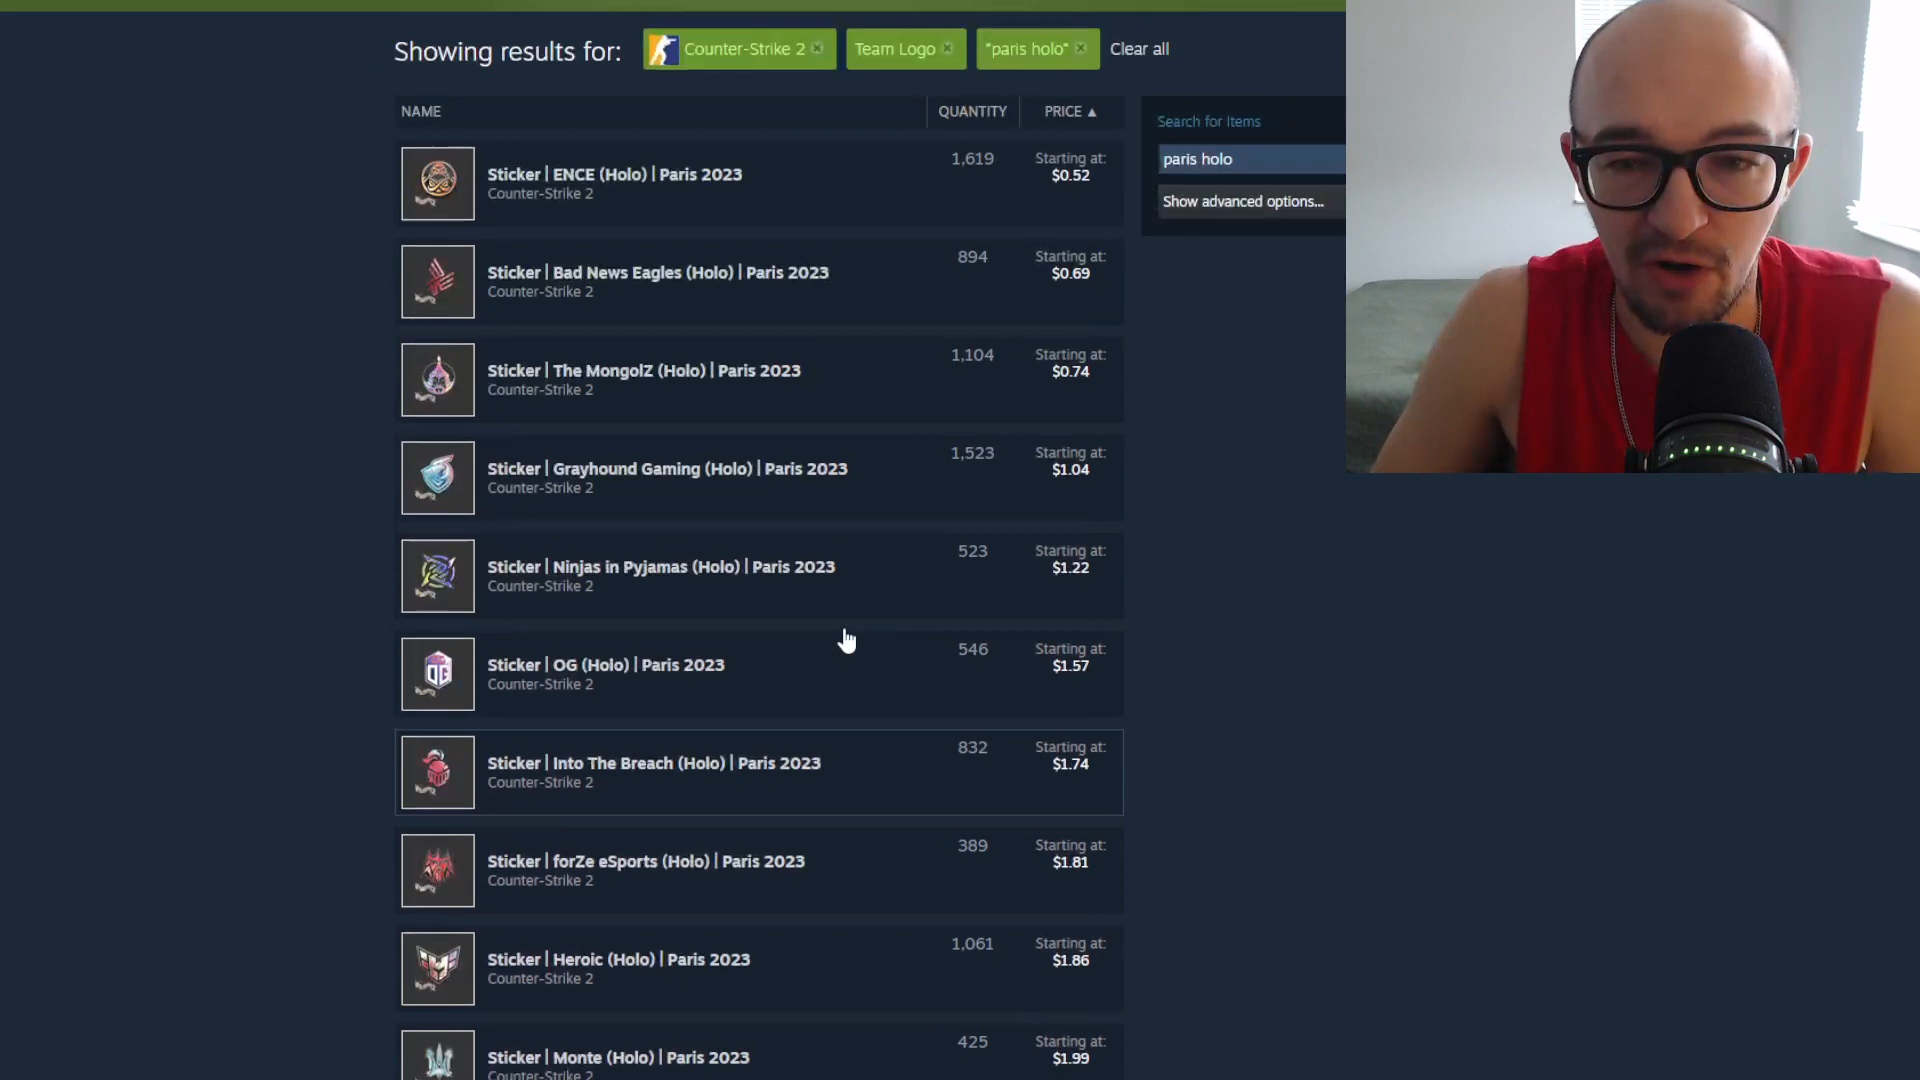 Showing results for:
Counter-Strike 2
Team Logo
"paris holo"
Clear all
NAME
QUANTITY
PRICE ▲
Search for Items
paris holo
Show advanced options...
Sticker | ENCE (Holo) | Paris 2023
Counter-Strike 2
1,619
Starting at:
$0.52
Sticker | Bad News Eagles (Holo) | Paris 2023
Counter-Strike 2
894
Starting at:
$0.69
Sticker | The MongolZ (Holo) | Paris 2023
Counter-Strike 2
1,104
Starting at:
$0.74
Sticker | Grayhound Gaming (Holo) | Paris 2023
Counter-Strike 2
1,523
Starting at:
$1.04
Sticker | Ninjas in Pyjamas (Holo) | Paris 2023
Counter-Strike 2
523
Starting at:
$1.22
OG
Sticker | OG (Holo) | Paris 2023
Counter-Strike 2
546
Starting at:
$1.57
Sticker | Into The Breach (Holo) | Paris 2023
Counter-Strike 2
832
Starting at:
$1.74
Sticker | forZe eSports (Holo) | Paris 2023
Counter-Strike 2
389
Starting at:
$1.81
Sticker | Heroic (Holo) | Paris 2023
Counter-Strike 2
1,061
Starting at:
$1.86
Sticker | Monte (Holo) | Paris 2023
Counter-Strike 2
425
Starting at:
$1.99